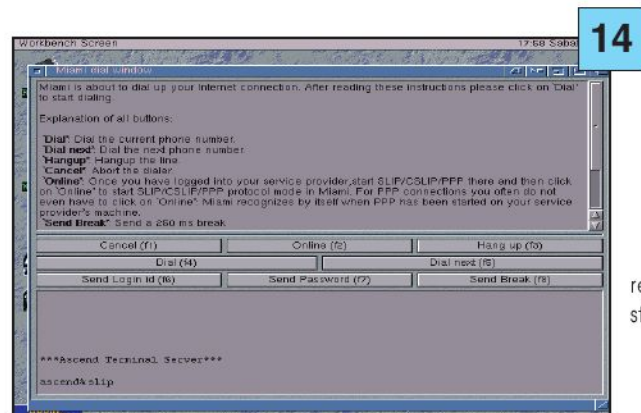 14
Workbench Screen 17:58 Saba
Miami dial window
Miami is about to dial up your Internet connection. After reading these instructions please click on "Dial"
to start dialing.
Explanation of all buttons:
"Dial": Dial the current phone number.
"Dial next": Dial the next phone number.
"Hangup": Hangup the line.
"Cancel" Abort the dialer.
"Online": Once you have logged into your service provider,start SLIP/CSLIP/PPP there and then click
on "Online" to start SLIP/CSLIP/PPP protocol mode in Miami. For PPP connections you often do not
even have to click on "Online": Miami recognizes by itself when PPP has been started on your service
provider's machine.
"Send Break" Send a 250 ms break
Cancel (f1) Online (f2) Hang up (f3)
Dial (f4) Dial next (f5)
Send Login Id (f6) Send Password (f7) Send Break (f8)
***Ascend Terminal Server***
ascend%slip